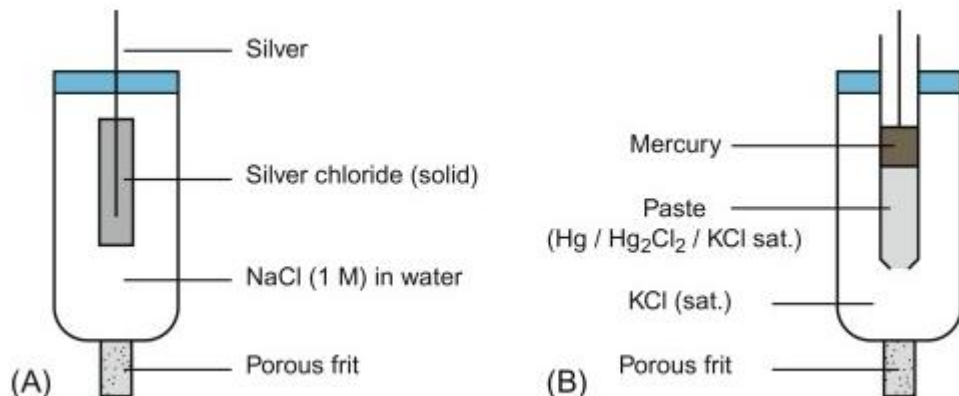 Silver
Silver chloride (solid)
NaCl (1 M) in water
Porous frit
(A)
Mercury
Paste
(Hg / Hg₂Cl₂ / KCl sat.)
KCl (sat.)
Porous frit
(B)